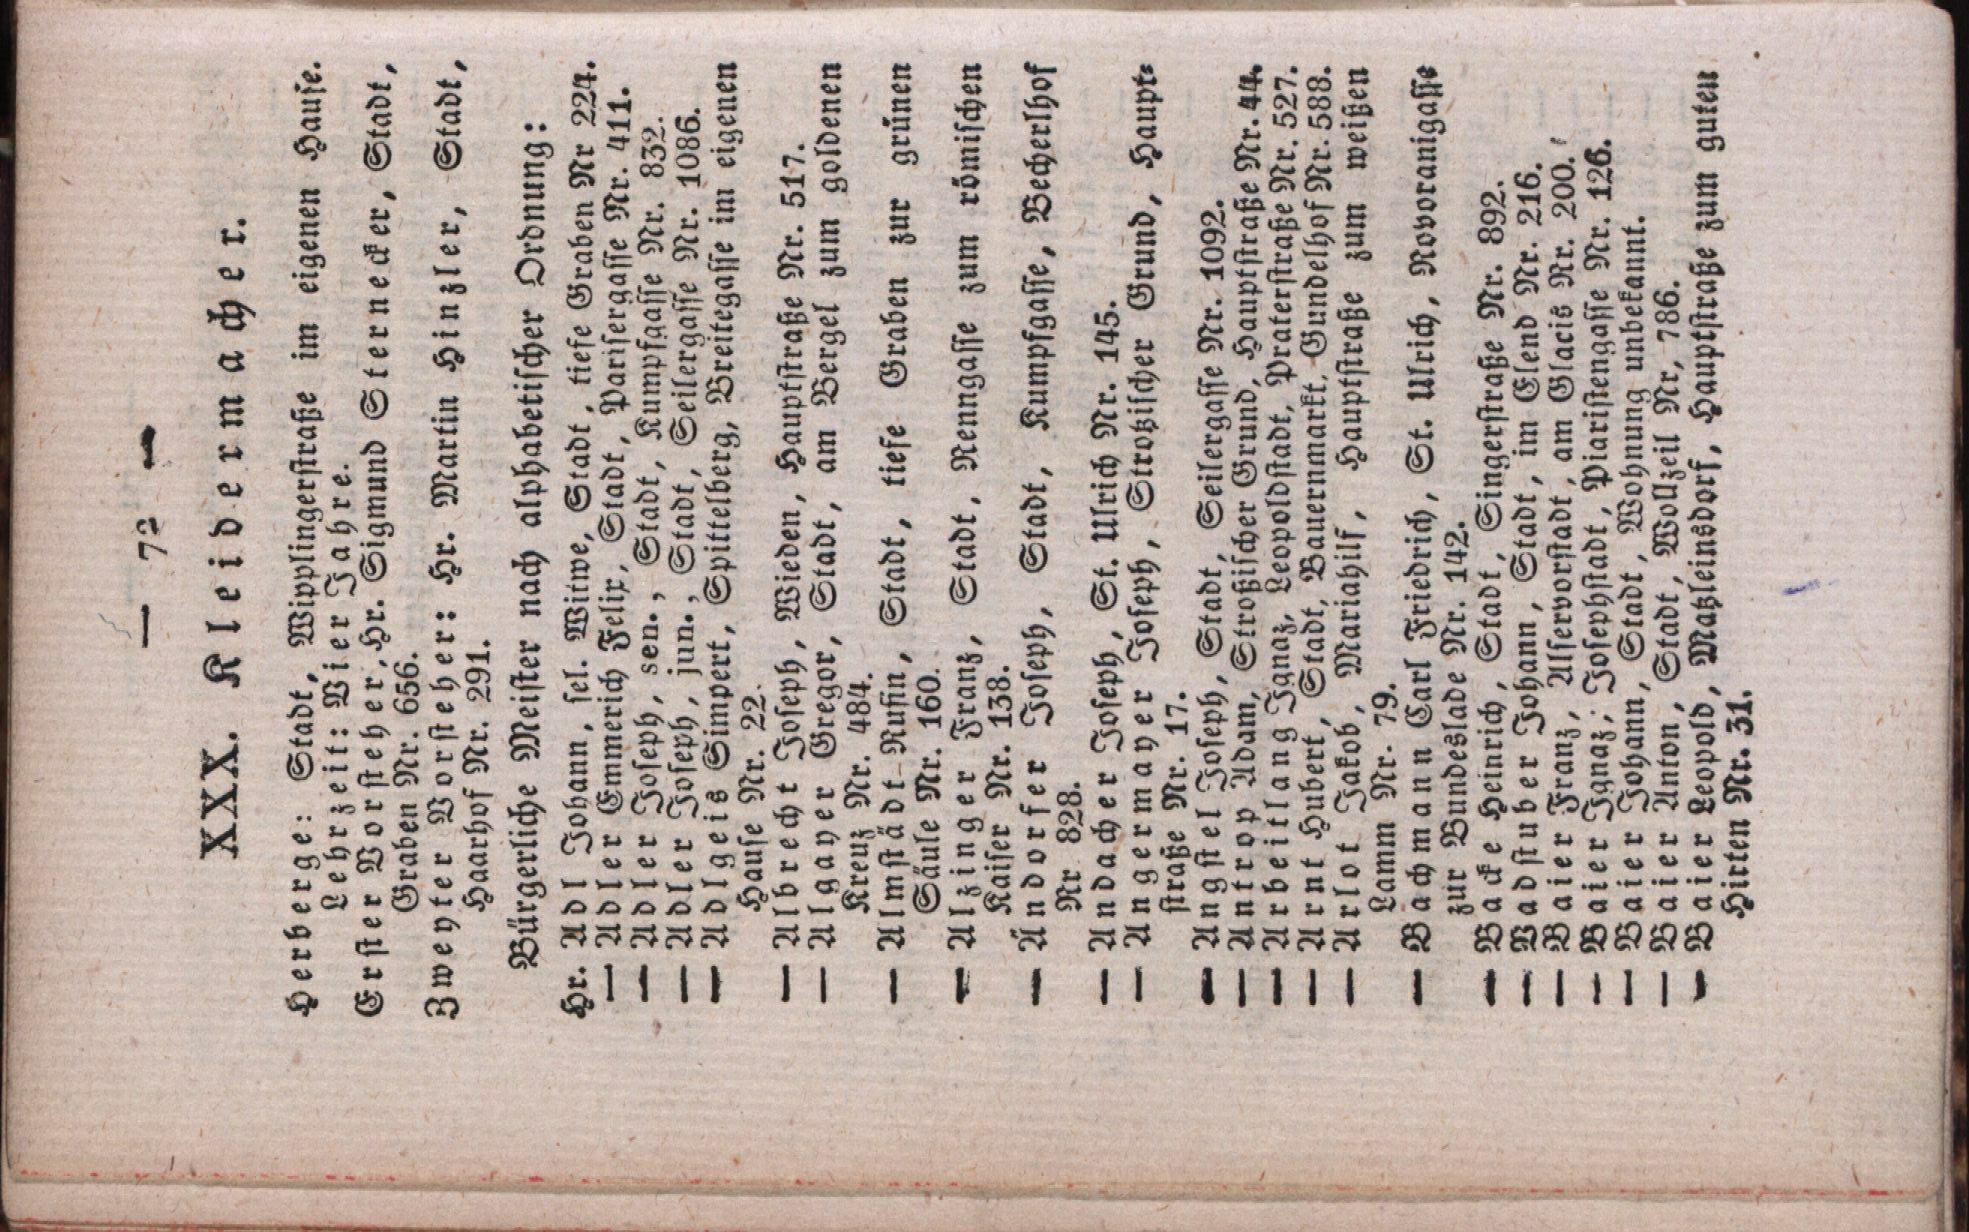 — 72 —
XXX. Kleidermacher.
Herberge: Stadt, Wipplingerstraße im eigenen Hause.
Lehrzeit: Vier Jahre.
Erster Vorsteher, Hr. Sigmund Sternecker, Stadt,
Graben Nr. 656.
Zweyter Vorsteher: Hr. Martin Hinzler, Stadt,
Haarhof Nr. 291.
Bürgerliche Meister nach alphabetischer Ordnung:
Hr. Adl Johann, sel. Witwe, Stadt, tiefe Graben Nr 224.
— Adler Emmerich Felix, Stadt, Parisergasse Nr. 411.
— Adler Joseph, sen., Stadt, Kumpfgasse Nr. 832.
— Adler Joseph, jun., Stadt, Seilergasse Nr. 1086.
— Adlgeis Simpert, Spittelberg, Breitegasse im eigenen
Hause Nr. 22.
— Albrecht Joseph, Wieden, Hauptstraße Nr. 517.
— Algayer Gregor, Stadt, am Bergel zum goldenen
Kreuz Nr. 484.
— Almstädt Rufin, Stadt, tiefe Graben zur grünen
Säule Nr. 160.
— Alzinger Franz, Stadt, Renngasse zum römischen
Kaiser Nr. 138.
— Ändorfer Joseph, Stadt, Kumpfgasse, Becherlhof
Nr 828.
— Andacher Joseph, St. Ulrich Nr. 145.
— Angermayer Joseph, Strotzischer Grund, Haupt-
straße Nr. 17.
— Angstel Joseph, Stadt, Seilergasse Nr. 1092.
— Antrop Adam, Stroßischer Grund, Hauptstraße Nr. 44.
— Arbeitlang Ignaz, Leopoldstadt, Praterstraße Nr. 527.
— Arnt Hubert, Stadt, Bauernmarkt, Gundelhof Nr. 588.
— Arlot Jakob, Mariahilf, Hauptstraße zum weißen
Lamm Nr. 79.
— Bachmann Carl Friedrich, St. Ulrich, Rovoranigasse
zur Bundeslade Nr. 142.
— Backe Heinrich, Stadt, Singerstraße Nr. 892.
— Badstuber Johann, Stadt, im Elend Nr. 216.
— Baier Franz, Alservorstadt, am Glacis Nr. 200.
— Baier Ignaz, Josephstadt, Piaristengasse Nr. 126.
— Baier Johann, Stadt, Wohnung unbekannt.
— Baier Anton, Stadt, Wollzeil Nr, 786.
— Baier Leopold, Matzleinsdorf, Hauptstraße zum guten
Hirten Nr. 31.